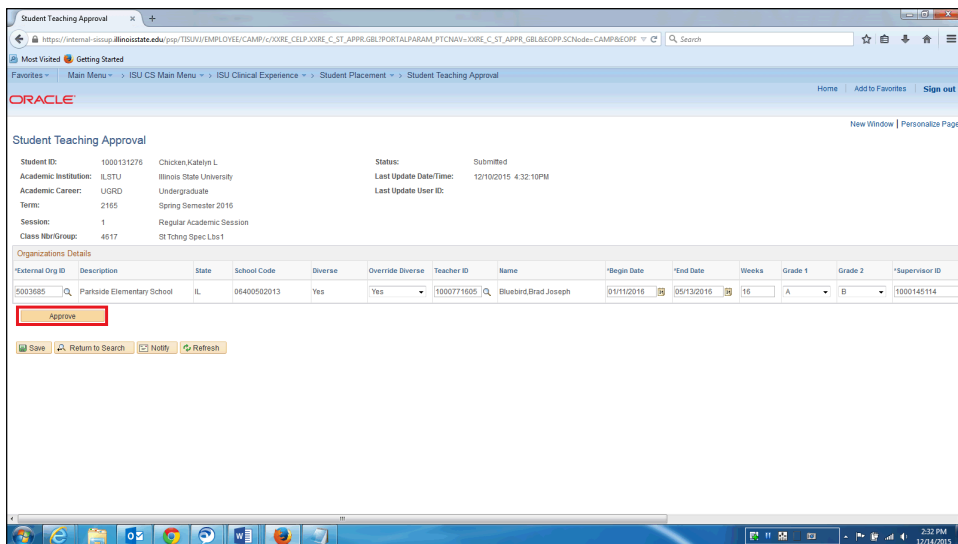 Student Teaching Approval × +
https://internal-sissup.illinoisstate.edu/psp/TISUVJ/EMPLOYEE/CAMP/c/XXRE_CELP.XXRE_C_ST_APPR.GBL?PORTALPARAM_PTCNAV=XXRE_C_ST_APPR_GBL&EOPP.SCNode=CAMP&EOPF Search
Most Visited Getting Started
Favorites Main Menu > ISU CS Main Menu > ISU Clinical Experience > Student Placement > Student Teaching Approval
Home Add to Favorites Sign out
ORACLE
New Window | Personalize Page
Student Teaching Approval
Student ID: 1000131276 Chicken,Katelyn L Status: Submitted
Academic Institution: ILSTU Illinois State University Last Update Date/Time: 12/10/2015 4:32:10PM
Academic Career: UGRD Undergraduate Last Update User ID:
Term: 2165 Spring Semester 2016
Session: 1 Regular Academic Session
Class Nbr/Group: 4617 St Tchng Spec Lbs1
Organizations Details
*External Org ID Description State School Code Diverse Override Diverse Teacher ID Name *Begin Date *End Date Weeks Grade 1 Grade 2 *Supervisor ID
5003685 Parkside Elementary School IL 06400502013 Yes Yes 1000771605 Bluebird,Brad Joseph 01/11/2016 05/13/2016 16 A B 1000145114
Approve
Save Return to Search Notify Refresh
2:32 PM
12/14/2015